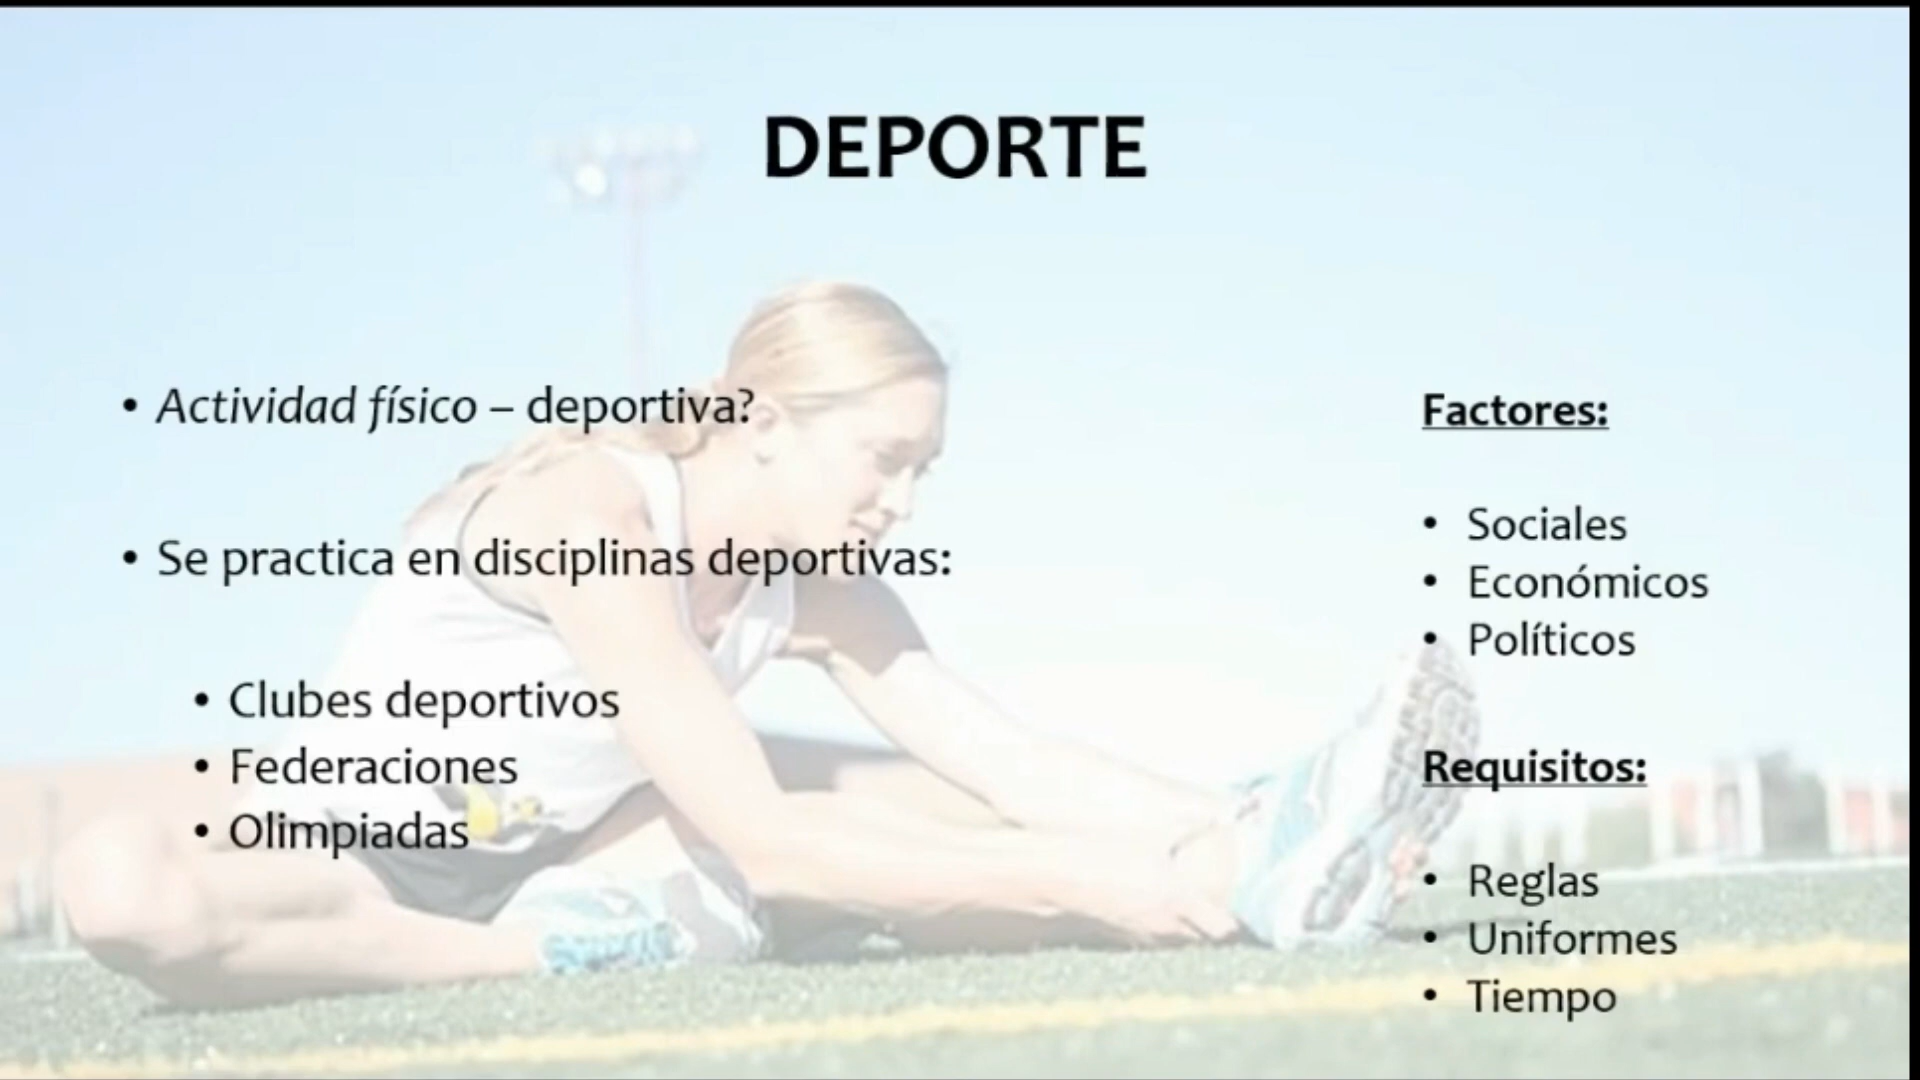 DEPORTE
• Actividad físico – deportiva?
• Se practica en disciplinas deportivas:
• Clubes deportivos
• Federaciones
• Olimpiadas
Factores:
• Sociales
• Económicos
• Políticos
Requisitos:
• Reglas
• Uniformes
• Tiempo